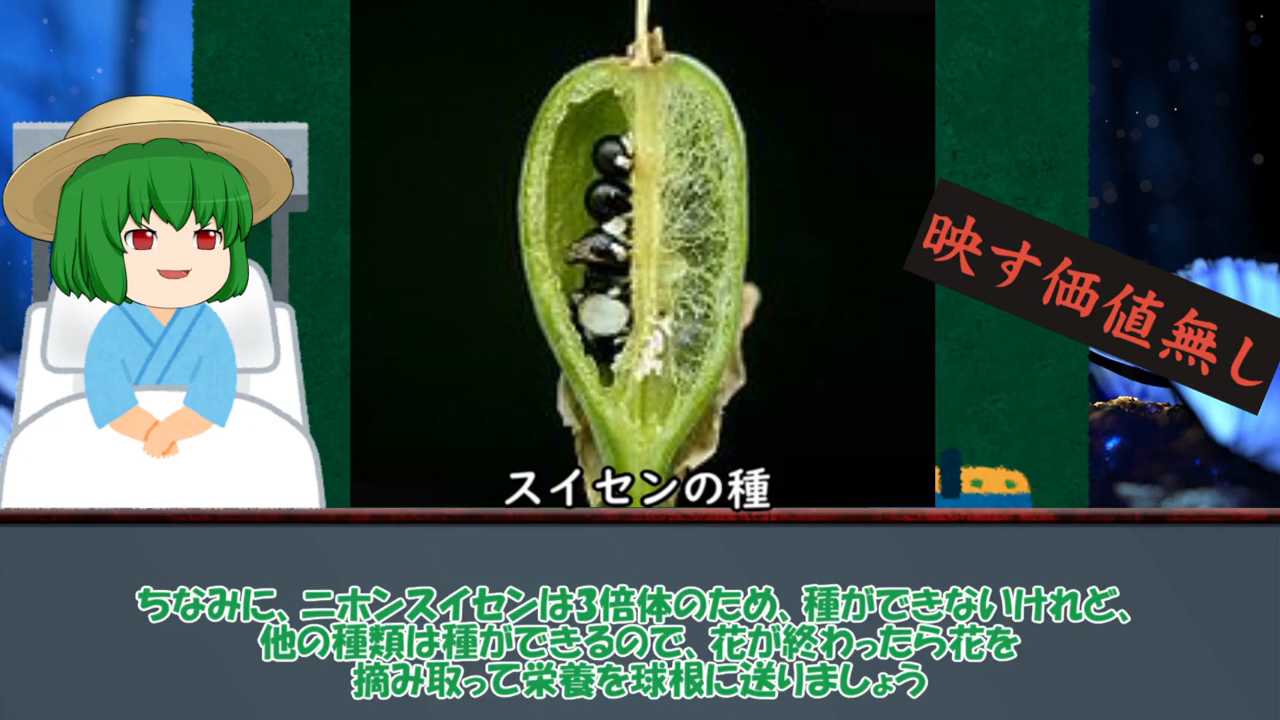 映す価値無し
スイセンの種
ちなみに、ニホンスイセンは3倍体のため、種ができないけれど、
他の種類は種ができるので、花が終わったら花を
摘み取って栄養を球根に送りましょう